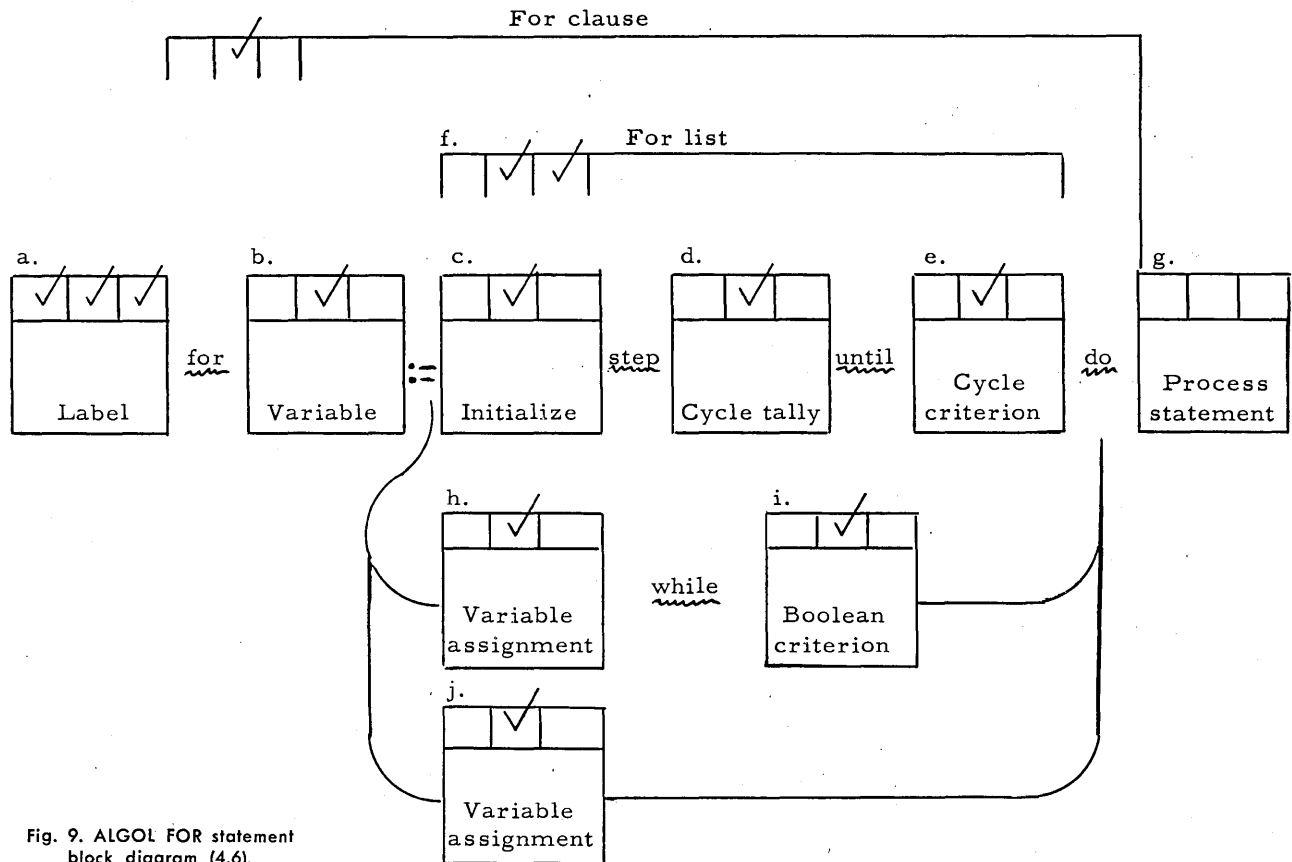 For clause
f. For list
a. b. c. d. e. g.
for := step until do
Label Variable Initialize Cycle tally Cycle criterion Process statement
h. i.
while
Variable assignment Boolean criterion
j.
Variable assignment
Fig. 9. ALGOL FOR statement
block diagram (4.6).